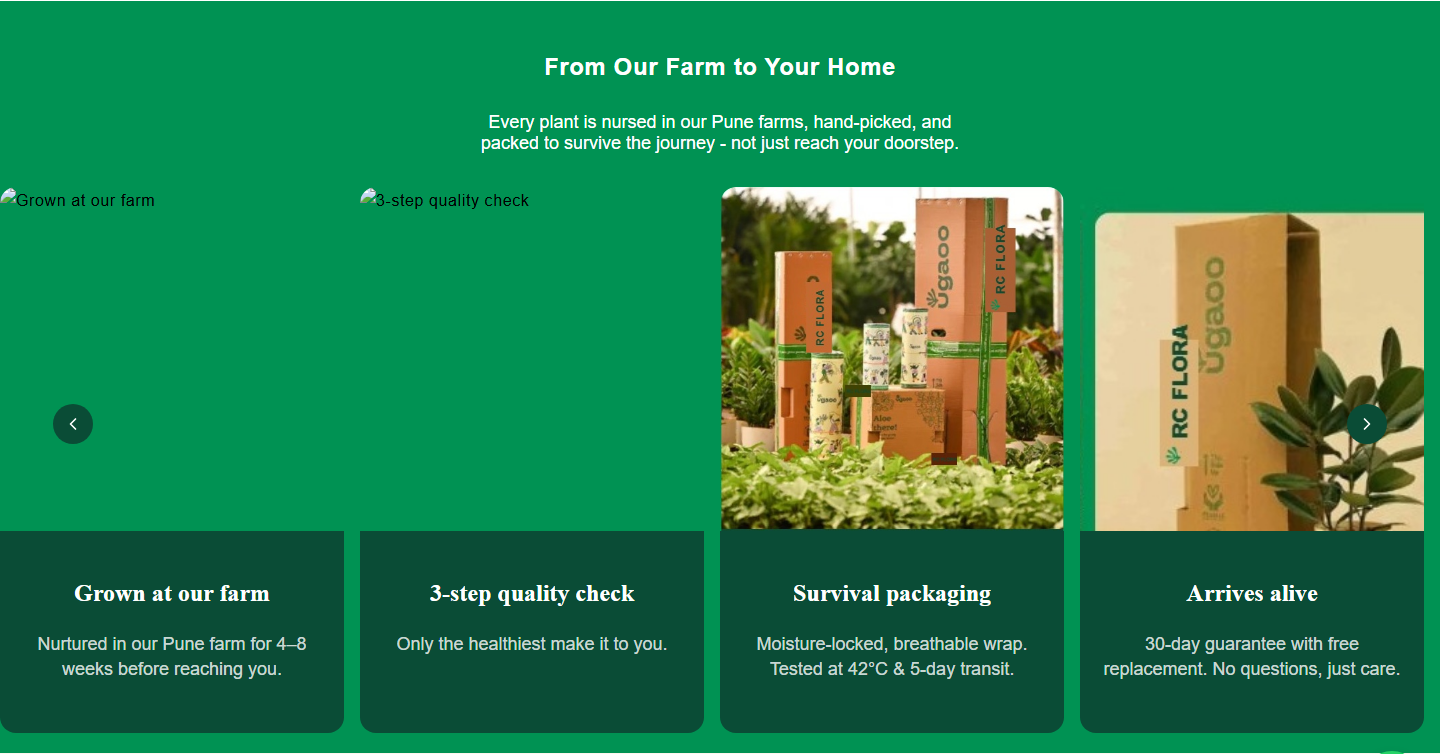 From Our Farm to Your Home
Every plant is nursed in our Pune farms, hand-picked, and
packed to survive the journey - not just reach your doorstep.
Grown at our farm
3-step quality check
ugaoo
RC FLORA
RC FLORA
ugaoo
Aloe
there!
ugaoo
RC FLORA
Grown at our farm
Nurtured in our Pune farm for 4–8
weeks before reaching you.
3-step quality check
Only the healthiest make it to you.
Survival packaging
Moisture-locked, breathable wrap.
Tested at 42°C & 5-day transit.
Arrives alive
30-day guarantee with free
replacement. No questions, just care.